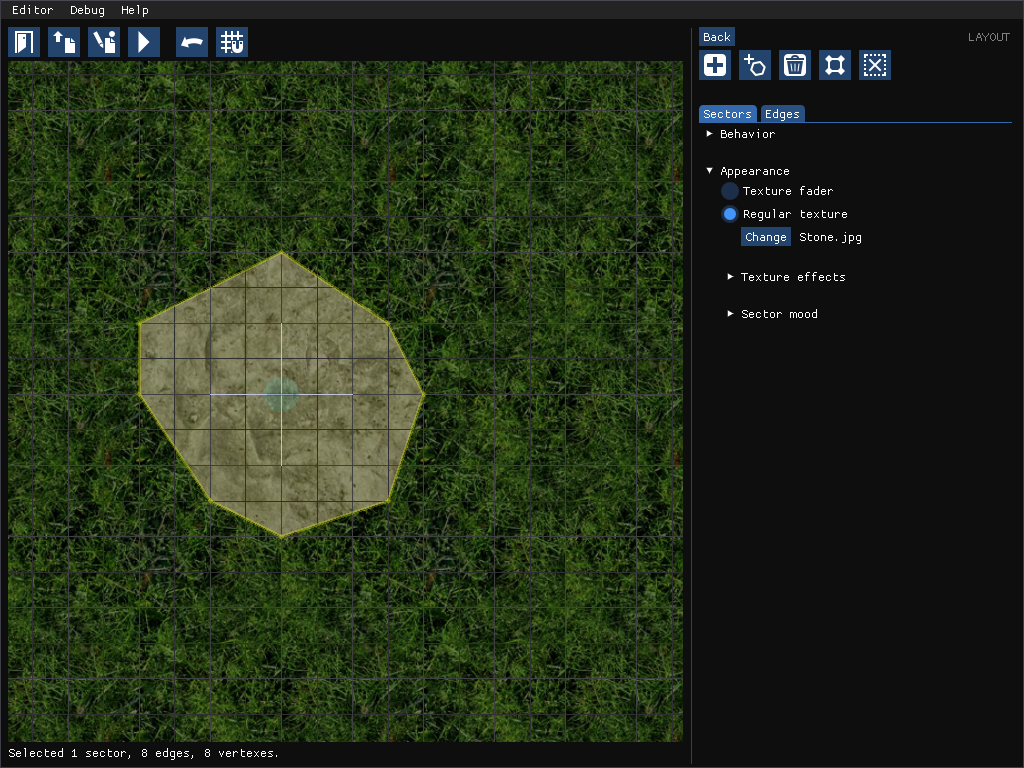 Editor Debug Help
Back LAYOUT
Sectors Edges
Behavior
Appearance
Texture fader
Regular texture
Change Stone.jpg
Texture effects
Sector mood
Selected 1 sector, 8 edges, 8 vertexes.